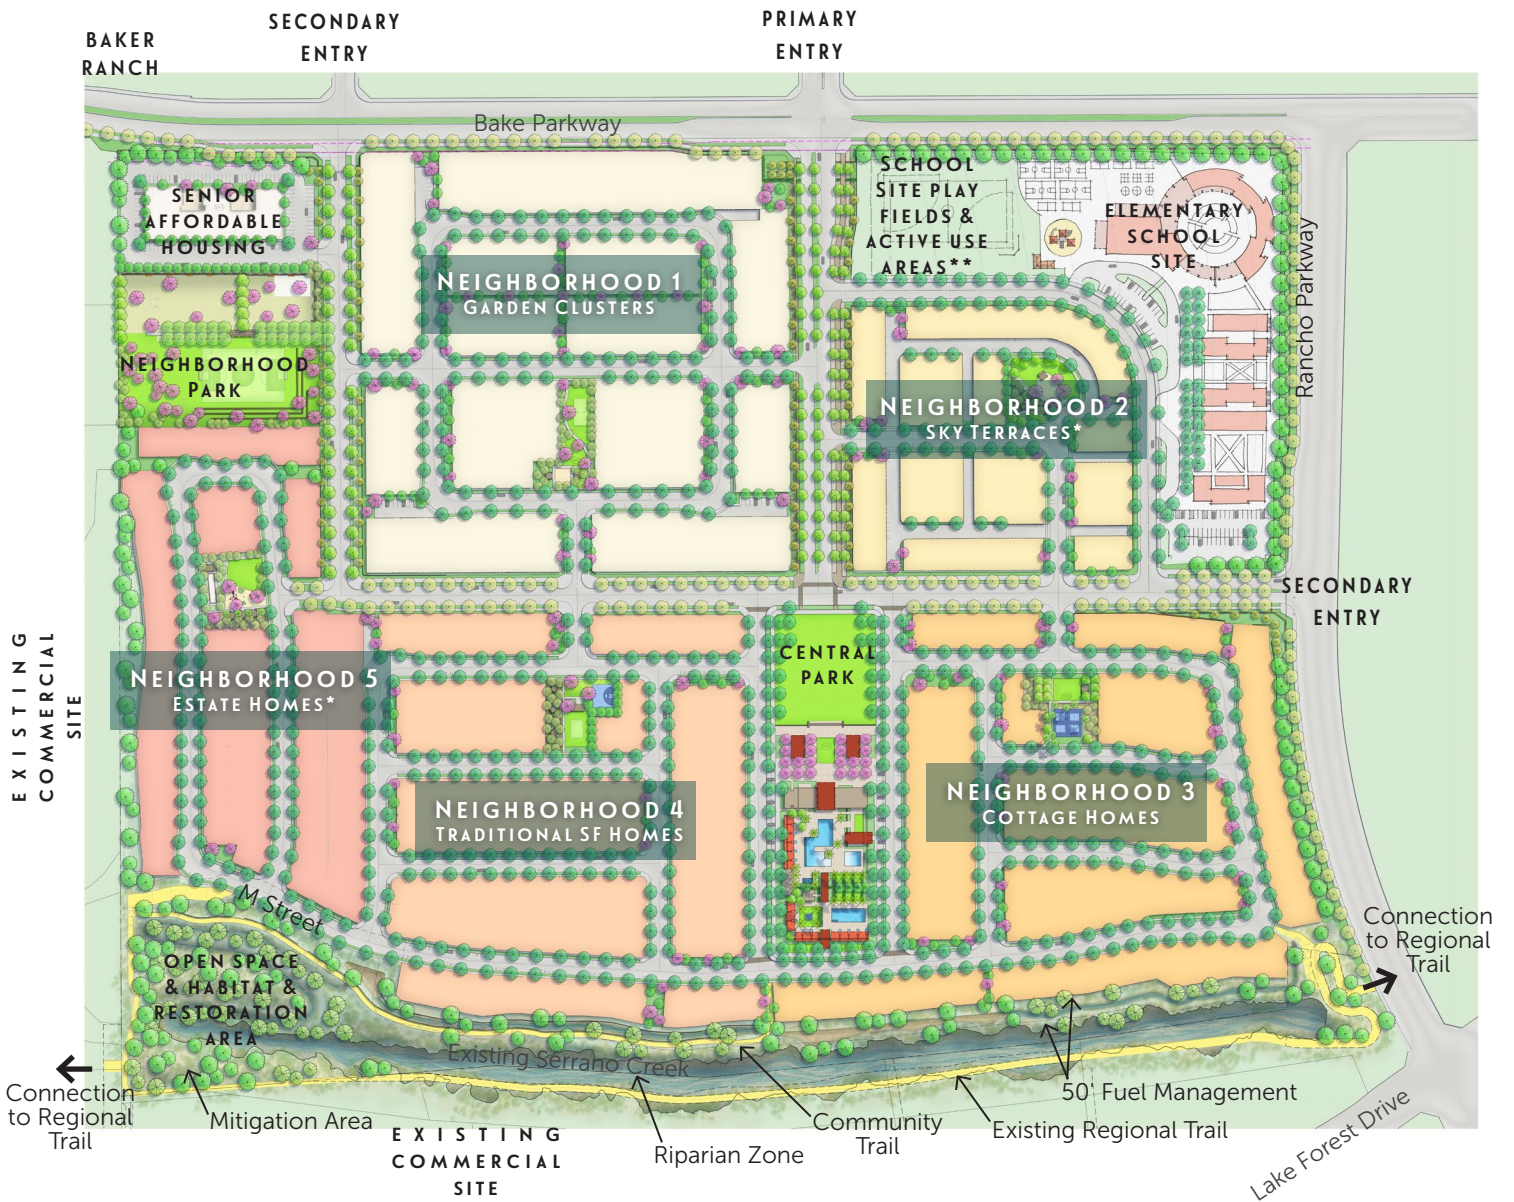 SECONDARY
ENTRY
PRIMARY
ENTRY
BAKER
RANCH
Bake Parkway
SENIOR
AFFORDABLE
HOUSING
SCHOOL
SITE PLAY
FIELDS &
ACTIVE USE
AREAS**
ELEMENTARY
SCHOOL
SITE
Rancho Parkway
NEIGHBORHOOD 1
GARDEN CLUSTERS
NEIGHBORHOOD
PARK
NEIGHBORHOOD 2
SKY TERRACES*
SECONDARY
ENTRY
EXISTING
COMMERCIAL
SITE
NEIGHBORHOOD 5
ESTATE HOMES*
CENTRAL
PARK
NEIGHBORHOOD 4
TRADITIONAL SF HOMES
NEIGHBORHOOD 3
COTTAGE HOMES
M Street
Connection
to Regional
Trail
OPEN SPACE
& HABITAT &
RESTORATION
AREA
Existing Serrano Creek
Connection
to Regional
Trail
Mitigation Area
50' Fuel Management
Community
Trail
Existing Regional Trail
Riparian Zone
EXISTING
COMMERCIAL
SITE
Lake Forest Drive